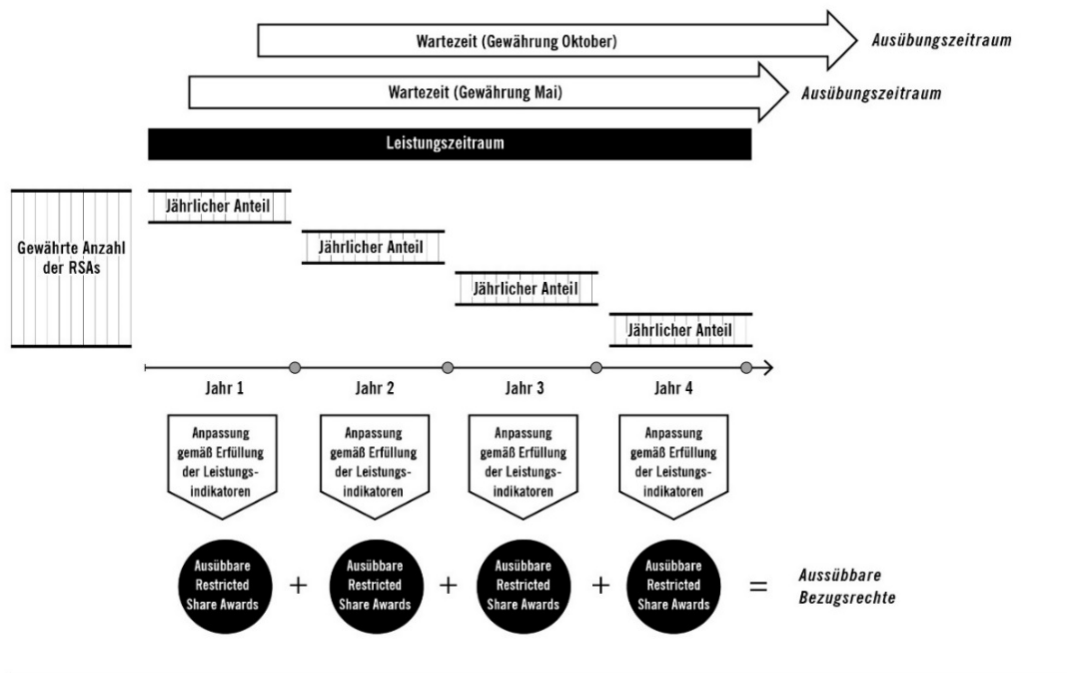 Wartezeit (Gewährung Oktober)
Ausübungszeitraum
Wartezeit (Gewährung Mai)
Ausübungszeitraum
Leistungszeitraum
Gewährte Anzahl
der RSAs
Jährlicher Anteil
Jährlicher Anteil
Jährlicher Anteil
Jährlicher Anteil
Jahr 1
Jahr 2
Jahr 3
Jahr 4
Anpassung
gemäß Erfüllung
der Leistungs-
indikatoren
Anpassung
gemäß Erfüllung
der Leistungs-
indikatoren
Anpassung
gemäß Erfüllung
der Leistungs-
indikatoren
Anpassung
gemäß Erfüllung
der Leistungs-
indikatoren
Ausübbare
Restricted
Share Awards
+
Ausübbare
Restricted
Share Awards
+
Ausübbare
Restricted
Share Awards
+
Ausübbare
Restricted
Share Awards
=
Aussübbare
Bezugsrechte